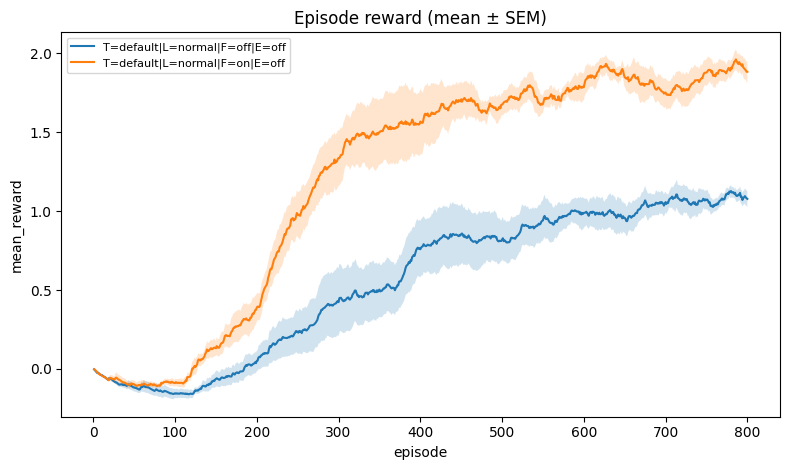 Episode reward (mean ± SEM)
T=default|L=normal|F=off|E=off
T=default|L=normal|F=on|E=off
mean_reward
2.0
1.5
1.0
0.5
0.0
0
100
200
300
400
500
600
700
800
episode